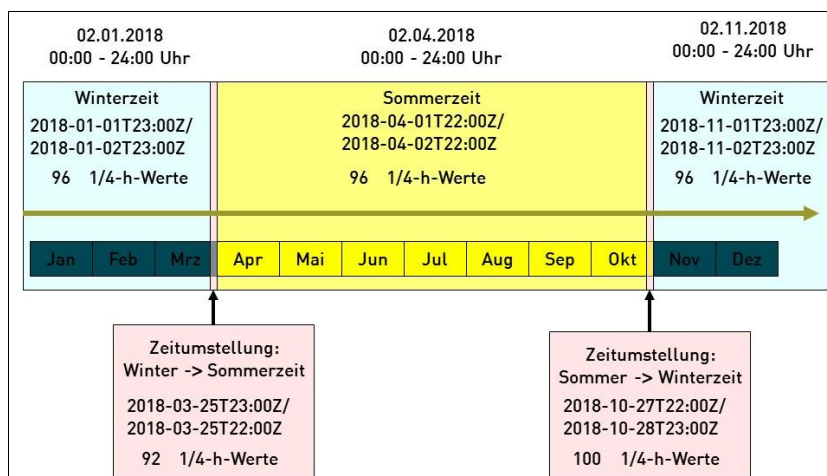 02.01.2018
00:00 - 24:00 Uhr
02.04.2018
00:00 - 24:00 Uhr
02.11.2018
00:00 - 24:00 Uhr
Winterzeit
2018-01-01T23:00Z/
2018-01-02T23:00Z
96 1/4-h-Werte
Sommerzeit
2018-04-01T22:00Z/
2018-04-02T22:00Z
96 1/4-h-Werte
Winterzeit
2018-11-01T23:00Z/
2018-11-02T23:00Z
96 1/4-h-Werte
Jan Feb Mrz Apr Mai Jun Jul Aug Sep Okt Nov Dez
Zeitumstellung:
Winter -> Sommerzeit
2018-03-25T23:00Z/
2018-03-25T22:00Z
92 1/4-h-Werte
Zeitumstellung:
Sommer -> Winterzeit
2018-10-27T22:00Z/
2018-10-28T23:00Z
100 1/4-h-Werte